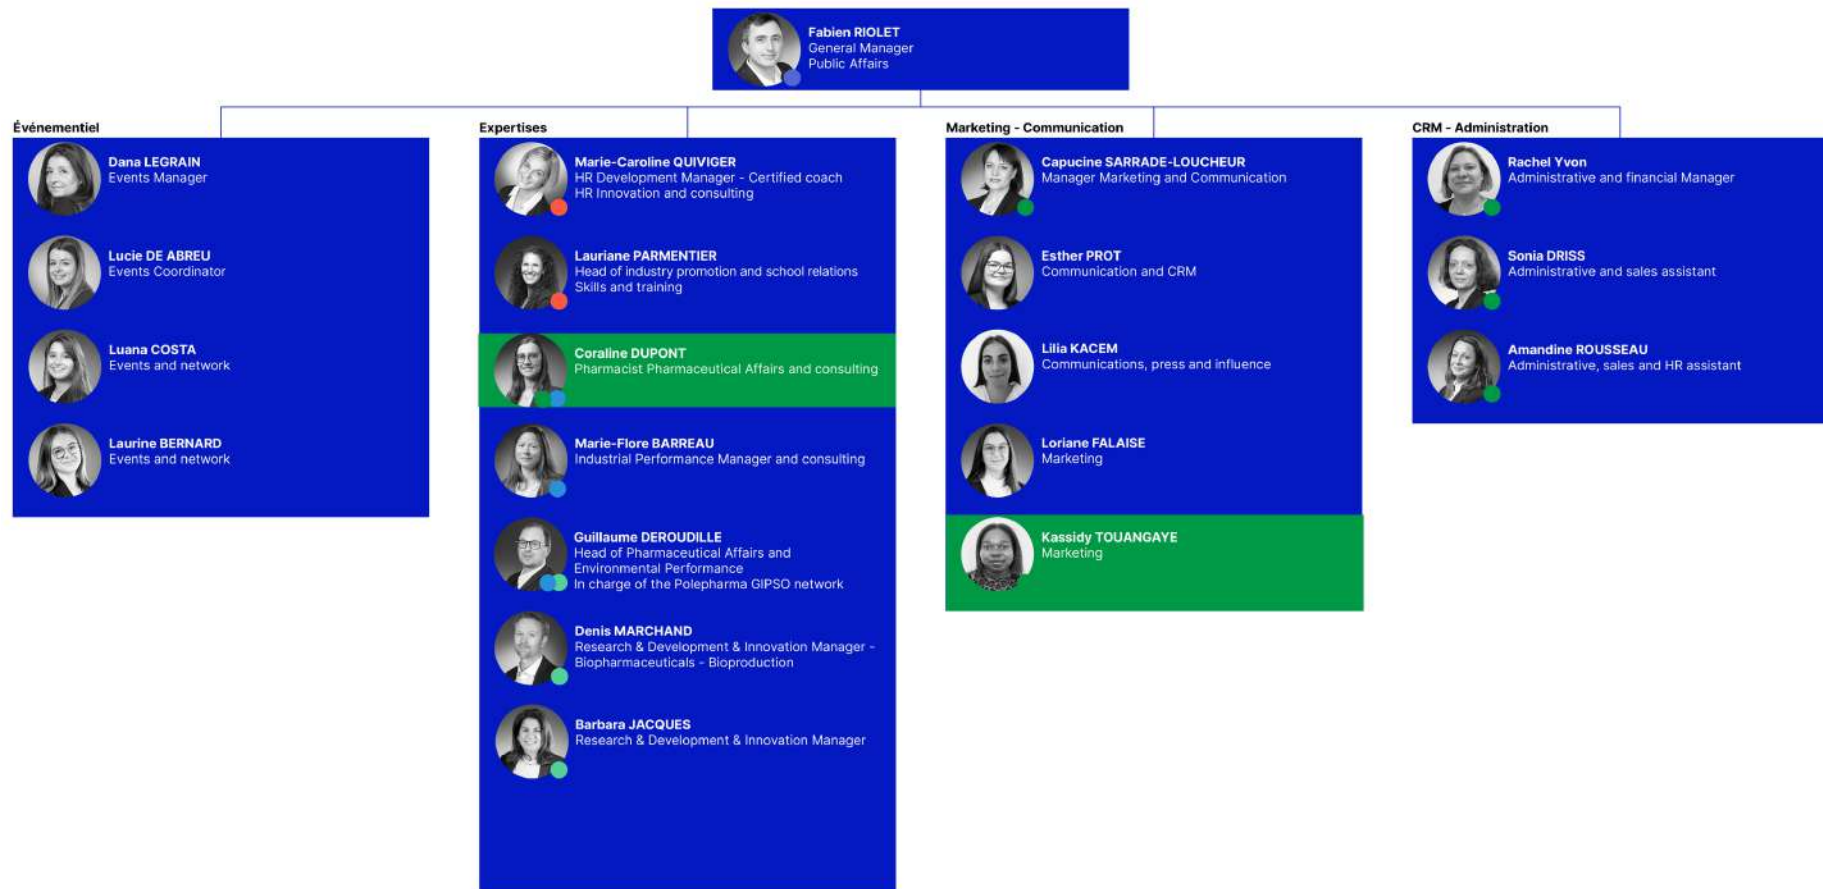 Fabien RIOLET
General Manager
Public Affairs
Événementiel
Dana LEGRAIN
Events Manager
Lucie DE ABREU
Events Coordinator
Luana COSTA
Events and network
Laurine BERNARD
Events and network
Expertises
Marie-Caroline QUIVIGER
HR Development Manager - Certified coach
HR Innovation and consulting
Lauriane PARMENTIER
Head of industry promotion and school relations
Skills and training
Coraline DUPONT
Pharmacist Pharmaceutical Affairs and consulting
Marie-Flore BARREAU
Industrial Performance Manager and consulting
Guillaume DEROUDILLE
Head of Pharmaceutical Affairs and
Environmental Performance
In charge of the Polepharma GIPSO network
Denis MARCHAND
Research & Development & Innovation Manager -
Biopharmaceuticals - Bioproduction
Barbara JACQUES
Research & Development & Innovation Manager
Marketing - Communication
Capucine SARRADE-LOUCHEUR
Manager Marketing and Communication
Esther PROT
Communication and CRM
Lilia KACEM
Communications, press and influence
Loriane FALAISE
Marketing
Kassidy TOUANGAYE
Marketing
CRM - Administration
Rachel Yvon
Administrative and financial Manager
Sonia DRISS
Administrative and sales assistant
Amandine ROUSSEAU
Administrative, sales and HR assistant